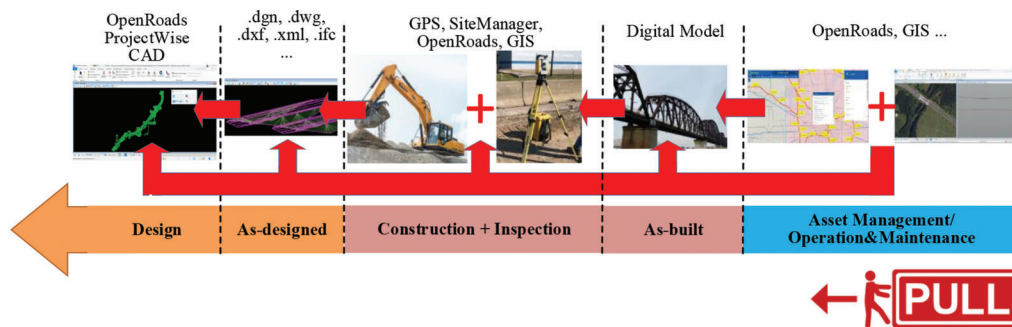 OpenRoads
ProjectWise
CAD
.dgn, .dwg,
.dxf, .xml, .ifc
...
GPS, SiteManager,
OpenRoads, GIS
Digital Model
OpenRoads, GIS ...
Design
As-designed
Construction + Inspection
As-built
Asset Management/
Operation&Maintenance
PULL